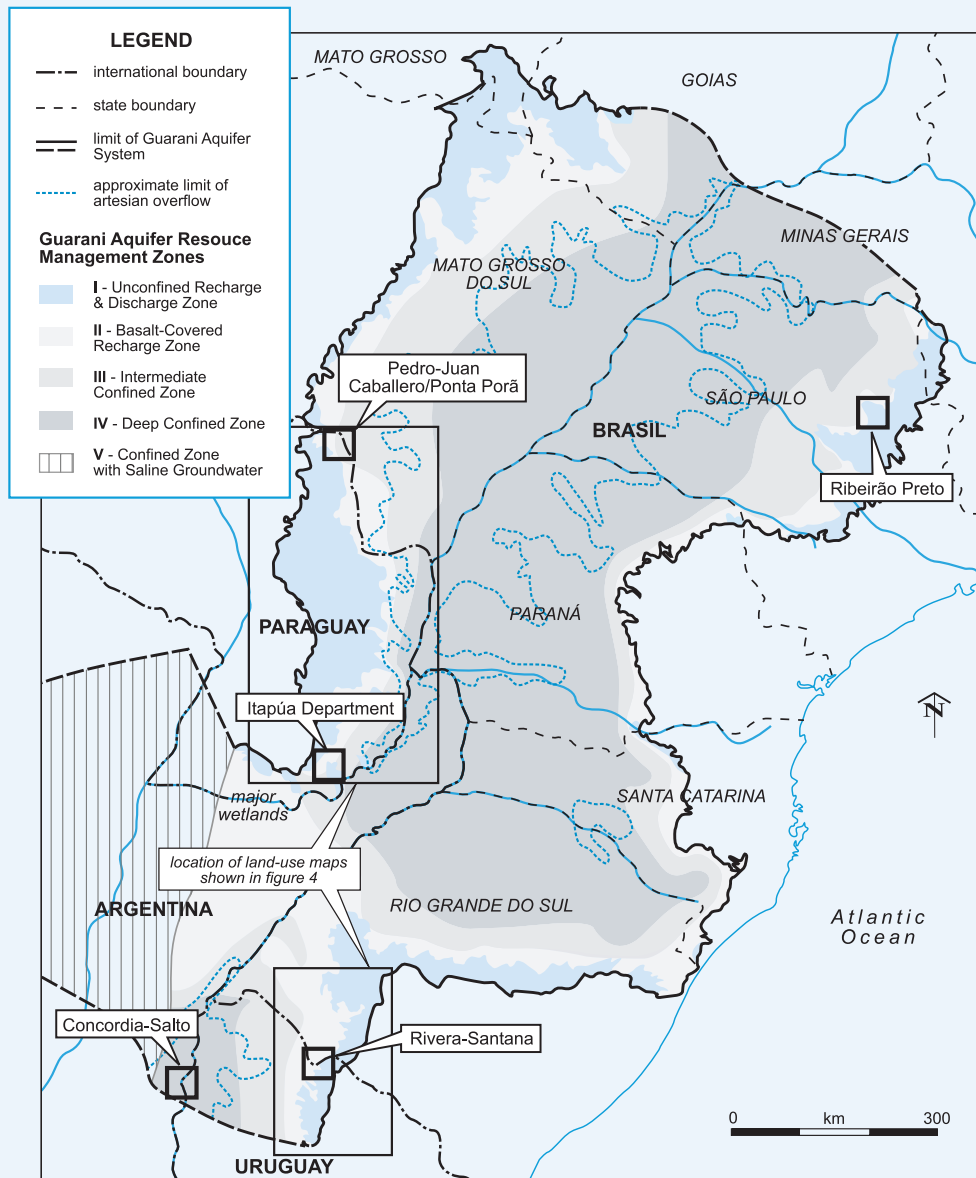 LEGEND
international boundary
state boundary
limit of Guarani Aquifer
System
approximate limit of
artesian overflow
Guarani Aquifer Resouce
Management Zones
I - Unconfined Recharge
& Discharge Zone
II - Basalt-Covered
Recharge Zone
III - Intermediate
Confined Zone
IV - Deep Confined Zone
V - Confined Zone
with Saline Groundwater
MATO GROSSO
GOIAS
MINAS GERAIS
MATO GROSSO
DO SUL
Pedro-Juan
Caballero/Ponta Porã
SÃO PAULO
BRASIL
Ribeirão Preto
PARANÁ
PARAGUAY
Itapúa Department
N
major
wetlands
SANTA CATARINA
location of land-use maps
shown in figure 4
ARGENTINA
RIO GRANDE DO SUL
Atlantic
Ocean
Concordia-Salto
Rivera-Santana
0 km 300
URUGUAY